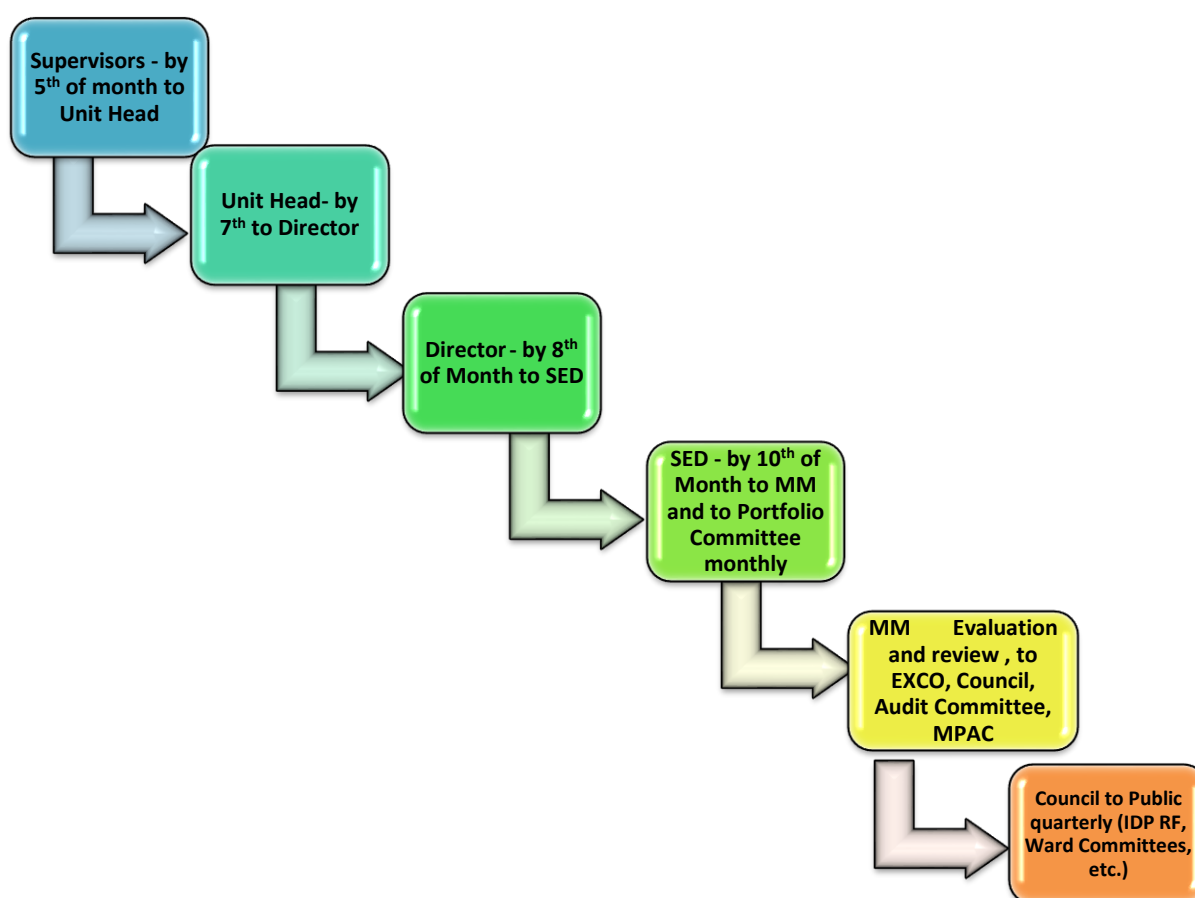 Supervisors - by
5th of month to
Unit Head
Unit Head- by
7th to Director
Director - by 8th
of Month to SED
SED - by 10th of
Month to MM
and to Portfolio
Committee
monthly
MM Evaluation
and review , to
EXCO, Council,
Audit Committee,
MPAC
Council to Public
quarterly (IDP RF,
Ward Committees,
etc.)